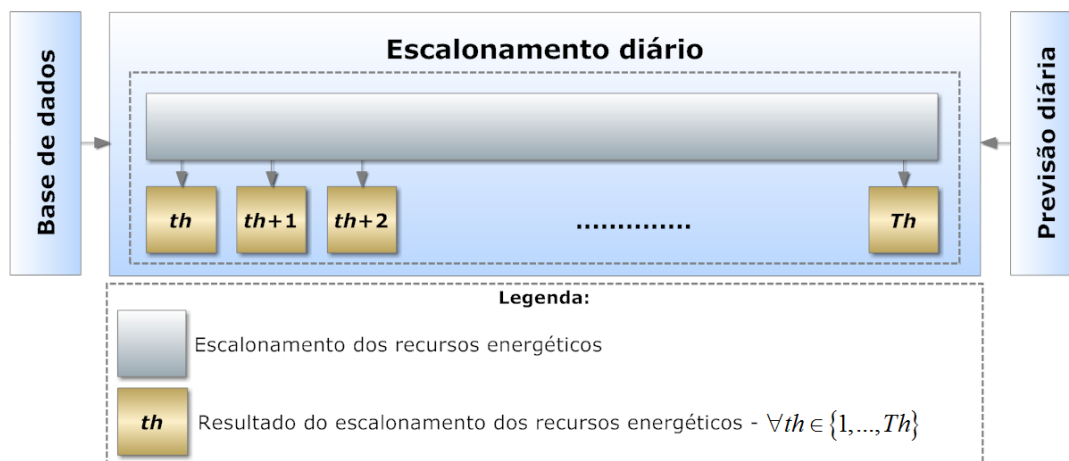 Base de dados
Escalonamento diário
th
th+1
th+2
..............
Th
Previsão diária
Legenda:
Escalonamento dos recursos energéticos
th
Resultado do escalonamento dos recursos energéticos - ∀th∈{1,...,Th}